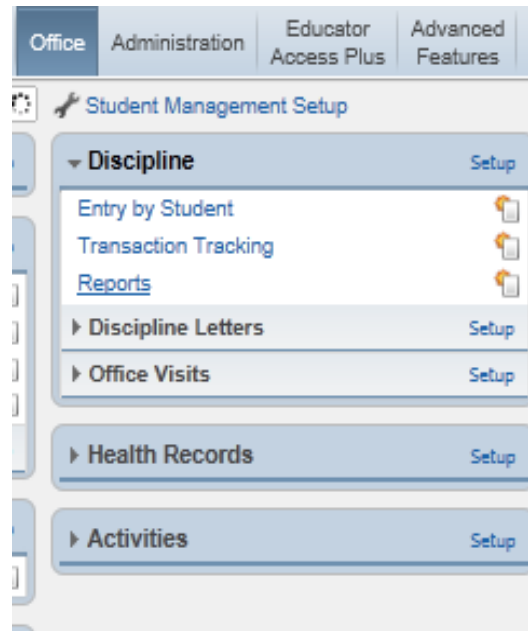 Office
Administration
Educator
Access Plus
Advanced
Features
Student Management Setup
Discipline Setup
Entry by Student
Transaction Tracking
Reports
Discipline Letters Setup
Office Visits Setup
Health Records Setup
Activities Setup